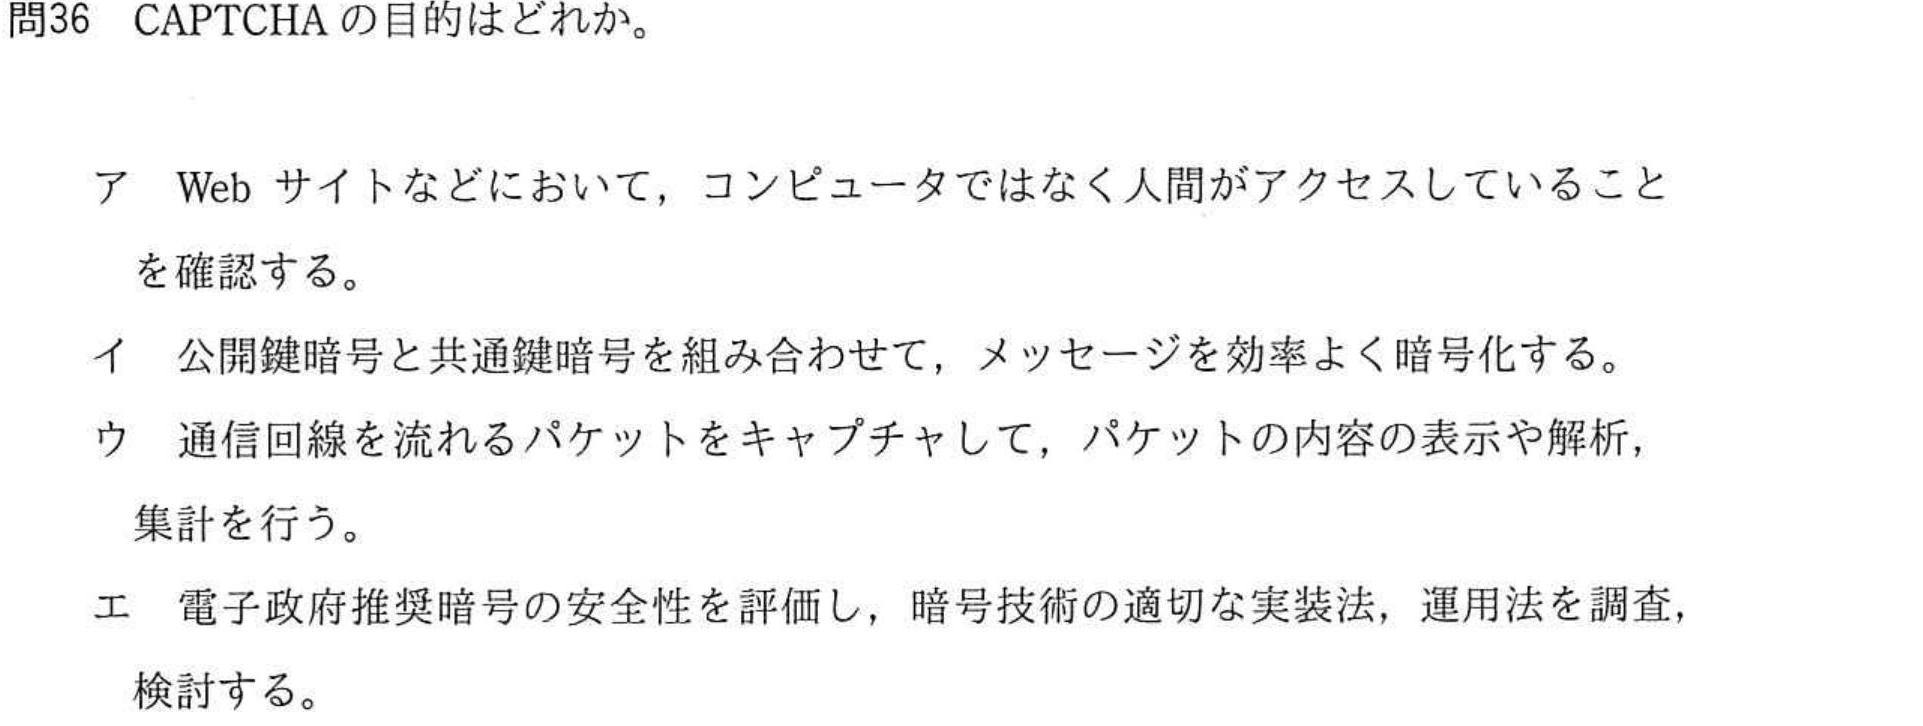 問36 CAPTCHA の目的はどれか。
ア Web サイトなどにおいて，コンピュータではなく人間がアクセスしていること
を確認する。
イ 公開鍵暗号と共通鍵暗号を組み合わせて，メッセージを効率よく暗号化する。
ウ 通信回線を流れるパケットをキャプチャして，パケットの内容の表示や解析，
集計を行う。
エ 電子政府推奨暗号の安全性を評価し，暗号技術の適切な実装法，運用法を調査，
検討する。